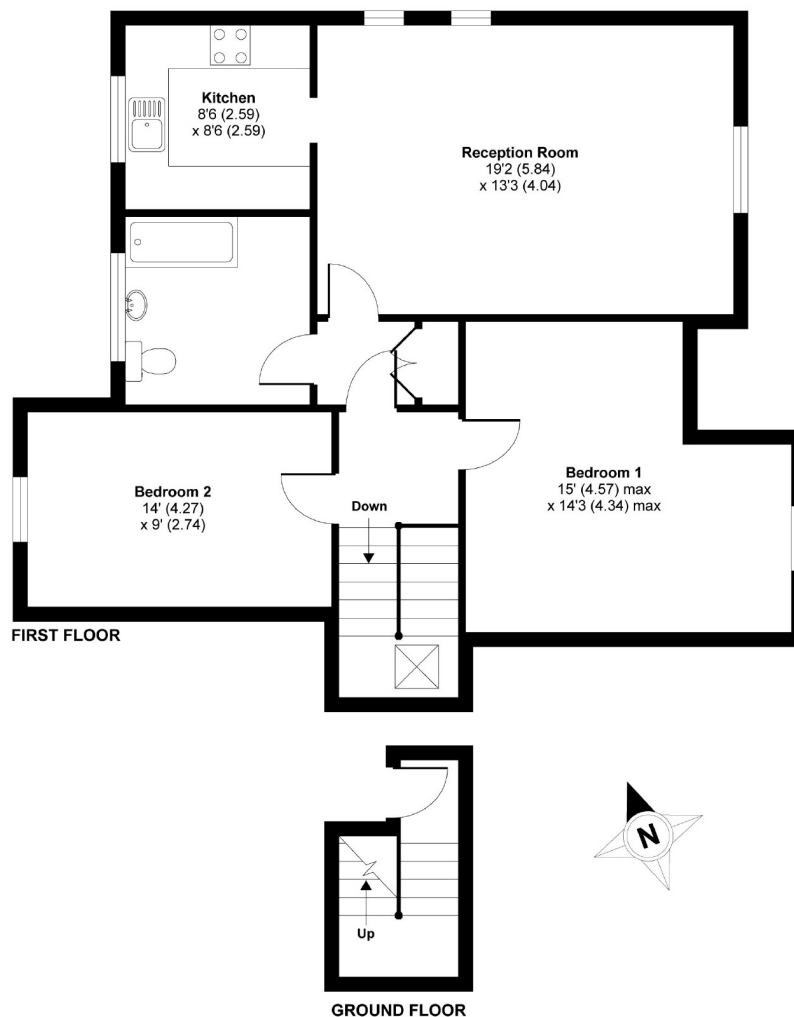 Kitchen
8'6 (2.59)
x 8'6 (2.59)
Reception Room
19'2 (5.84)
x 13'3 (4.04)
Bedroom 2
14' (4.27)
x 9' (2.74)
Down
Bedroom 1
15' (4.57) max
x 14'3 (4.34) max
FIRST FLOOR
N
Up
GROUND FLOOR